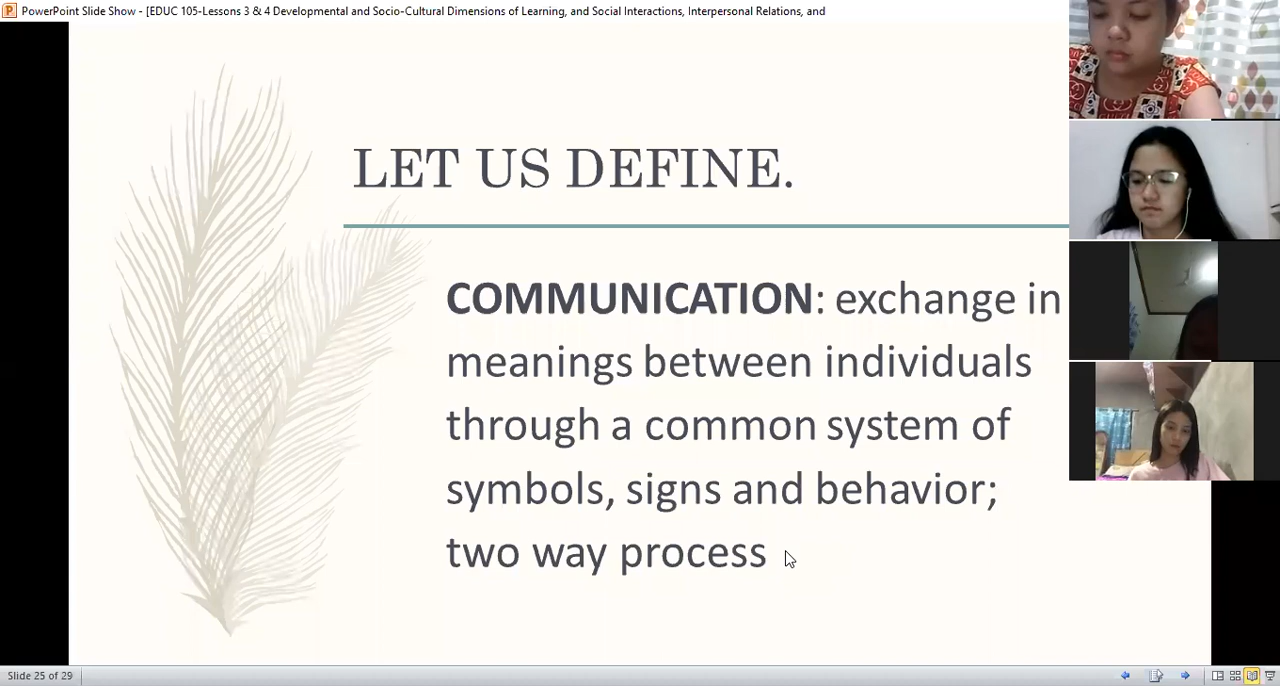 PowerPoint Slide Show - [EDUC 105-Lessons 3 & 4 Developmental and Socio-Cultural Dimensions of Learning, and Social Interactions, Interpersonal Relations, and
LET US DEFINE.
COMMUNICATION: exchange in
meanings between individuals
through a common system of
symbols, signs and behavior;
two way process
Slide 25 of 29